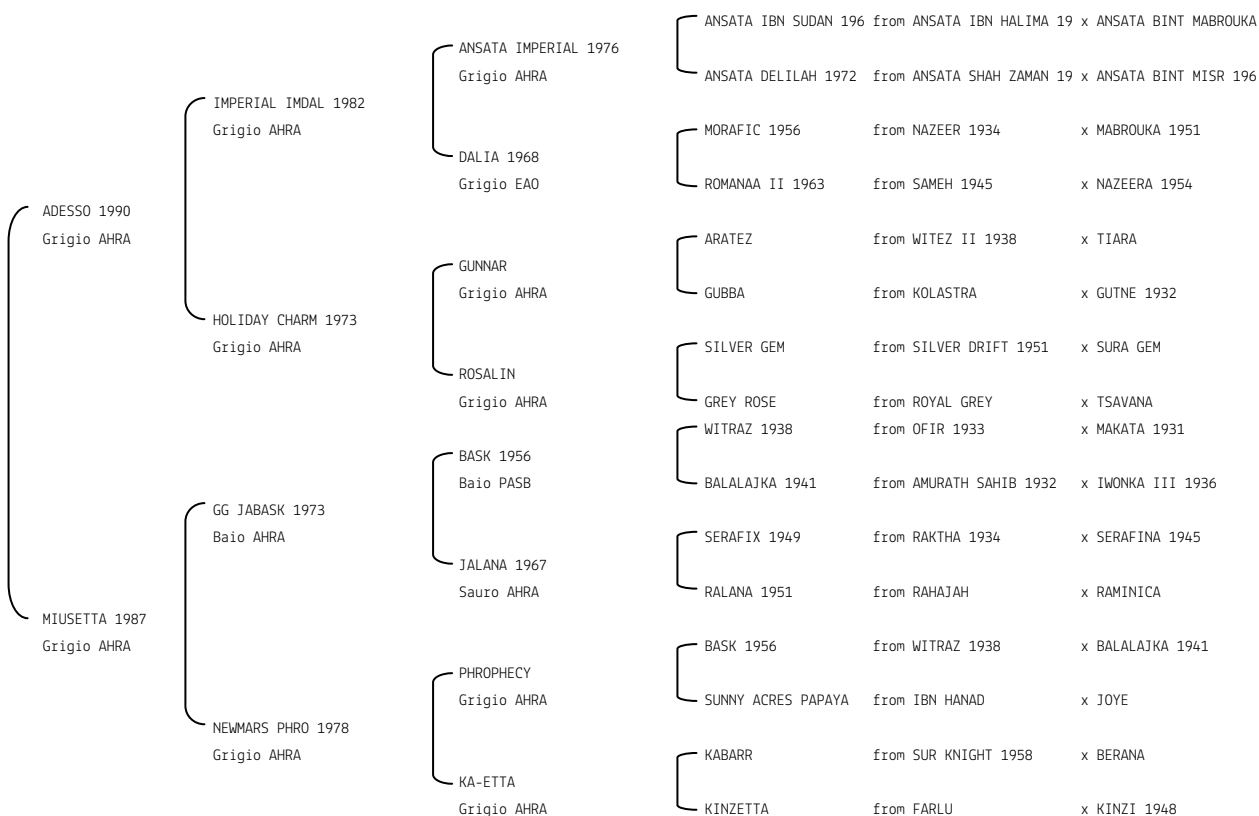 ANSATA IBN SUDAN 196 from ANSATA IBN HALIMA 19 x ANSATA BINT MABROUKA
ANSATA IMPERIAL 1976
Grigio AHRA
ANSATA DELILAH 1972 from ANSATA SHAH ZAMAN 19 x ANSATA BINT MISR 196
IMPERIAL IMDAL 1982
Grigio AHRA
MORAFIC 1956 from NAZEER 1934 x MABROUKA 1951
DALIA 1968
Grigio EAO
ROMANAA II 1963 from SAMEH 1945 x NAZEERA 1954
ADESSO 1990
Grigio AHRA
ARATEZ from WITEZ II 1938 x TIARA
GUNNAR
Grigio AHRA
GUBBA from KOLASTRA x GUTNE 1932
HOLIDAY CHARM 1973
Grigio AHRA
SILVER GEM from SILVER DRIFT 1951 x SURA GEM
ROSALIN
Grigio AHRA
GREY ROSE from ROYAL GREY x TSAVANA
WITRAZ 1938 from OFIR 1933 x MAKATA 1931
BASK 1956
Baio PASB
BALALAJKA 1941 from AMURATH SAHIB 1932 x IWONKA III 1936
GG JABASK 1973
Baio AHRA
SERAFIX 1949 from RAKTHA 1934 x SERAFINA 1945
JALANA 1967
Sauro AHRA
RALANA 1951 from RAHAJAH x RAMINICA
MIUSETTA 1987
Grigio AHRA
BASK 1956 from WITRAZ 1938 x BALALAJKA 1941
PHROPHECY
Grigio AHRA
SUNNY ACRES PAPAYA from IBN HANAD x JOYE
NEWMARS PHRO 1978
Grigio AHRA
KABARR from SUR KNIGHT 1958 x BERANA
KA-ETTA
Grigio AHRA
KINZETTA from FARLU x KINZI 1948